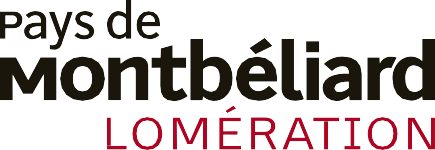 Pays de
Montbéliard
LOMÉRATION